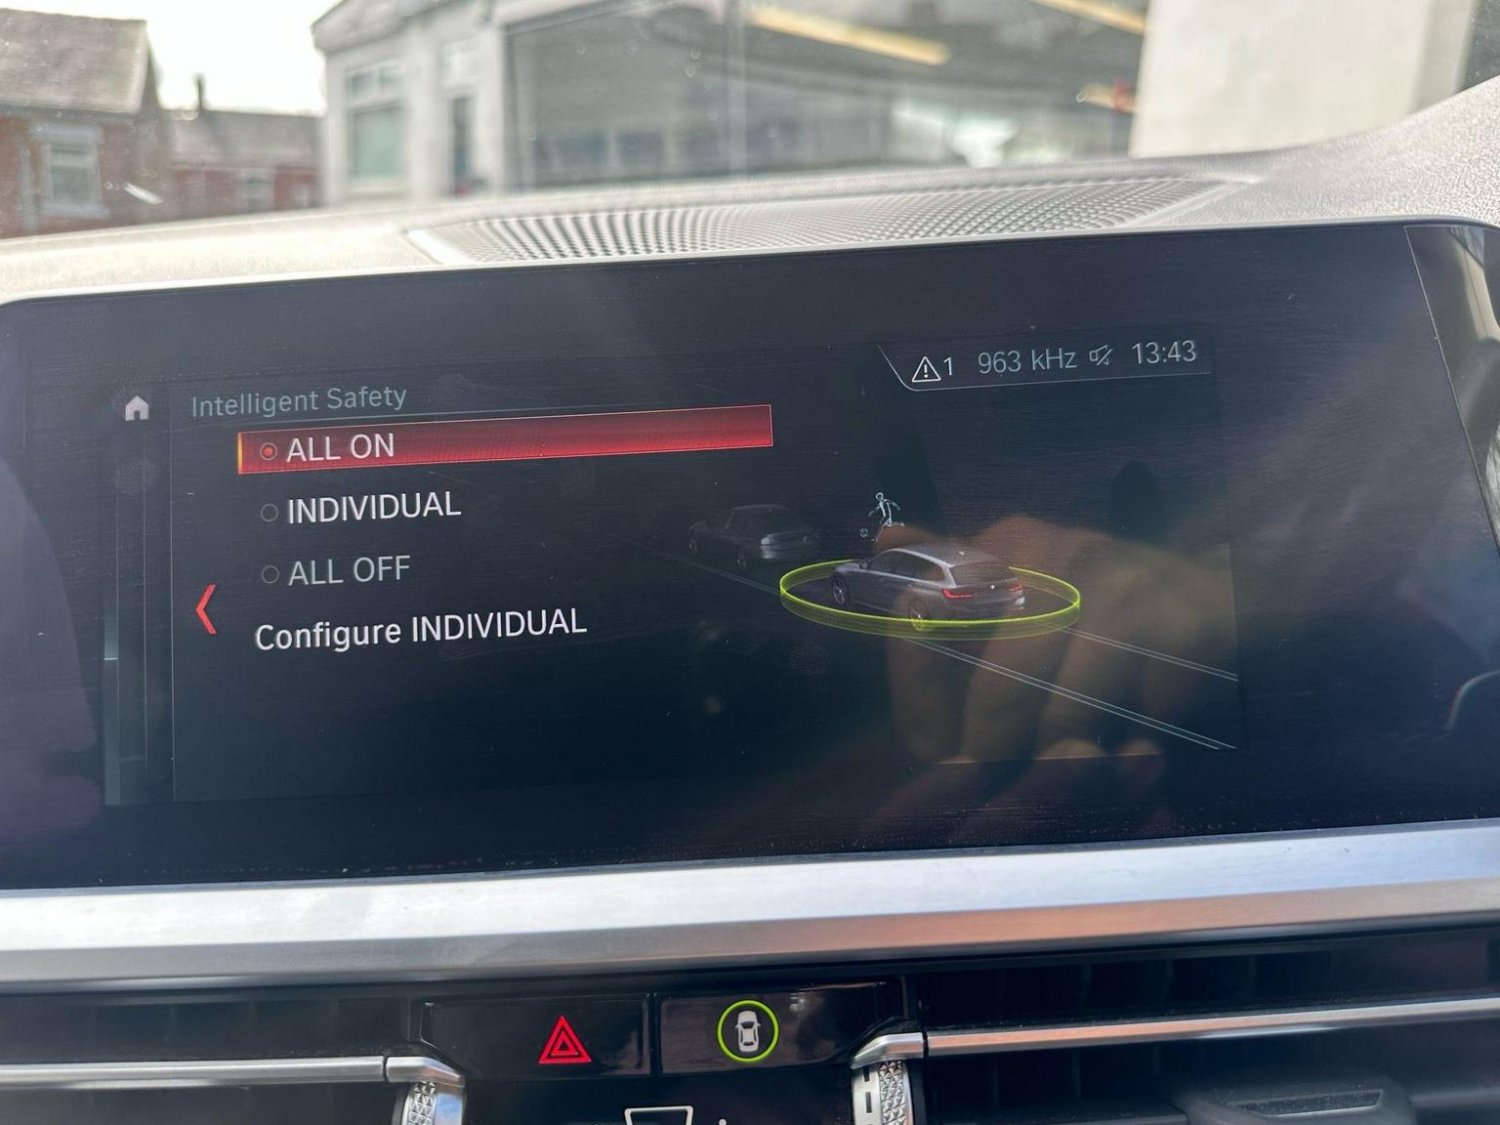 1 963 kHz 13:43
Intelligent Safety
ALL ON
INDIVIDUAL
ALL OFF
Configure INDIVIDUAL